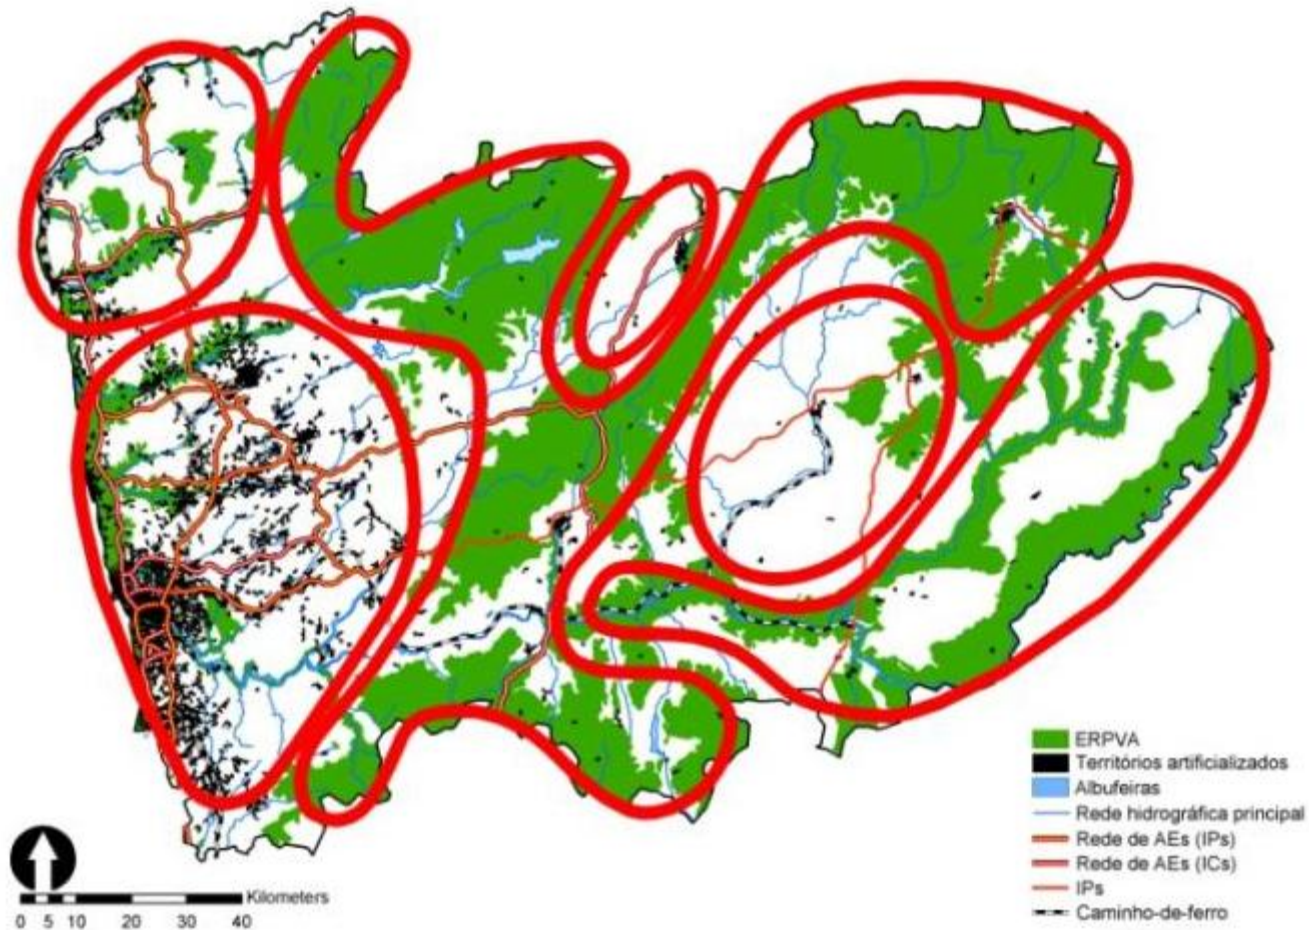 ERPVA
Territórios artificializados
Albufeiras
Rede hidrográfica principal
Rede de AEs (IPs)
Rede de AEs (ICs)
IPs
Caminho-de-ferro
Kilometers
0 5 10 20 30 40